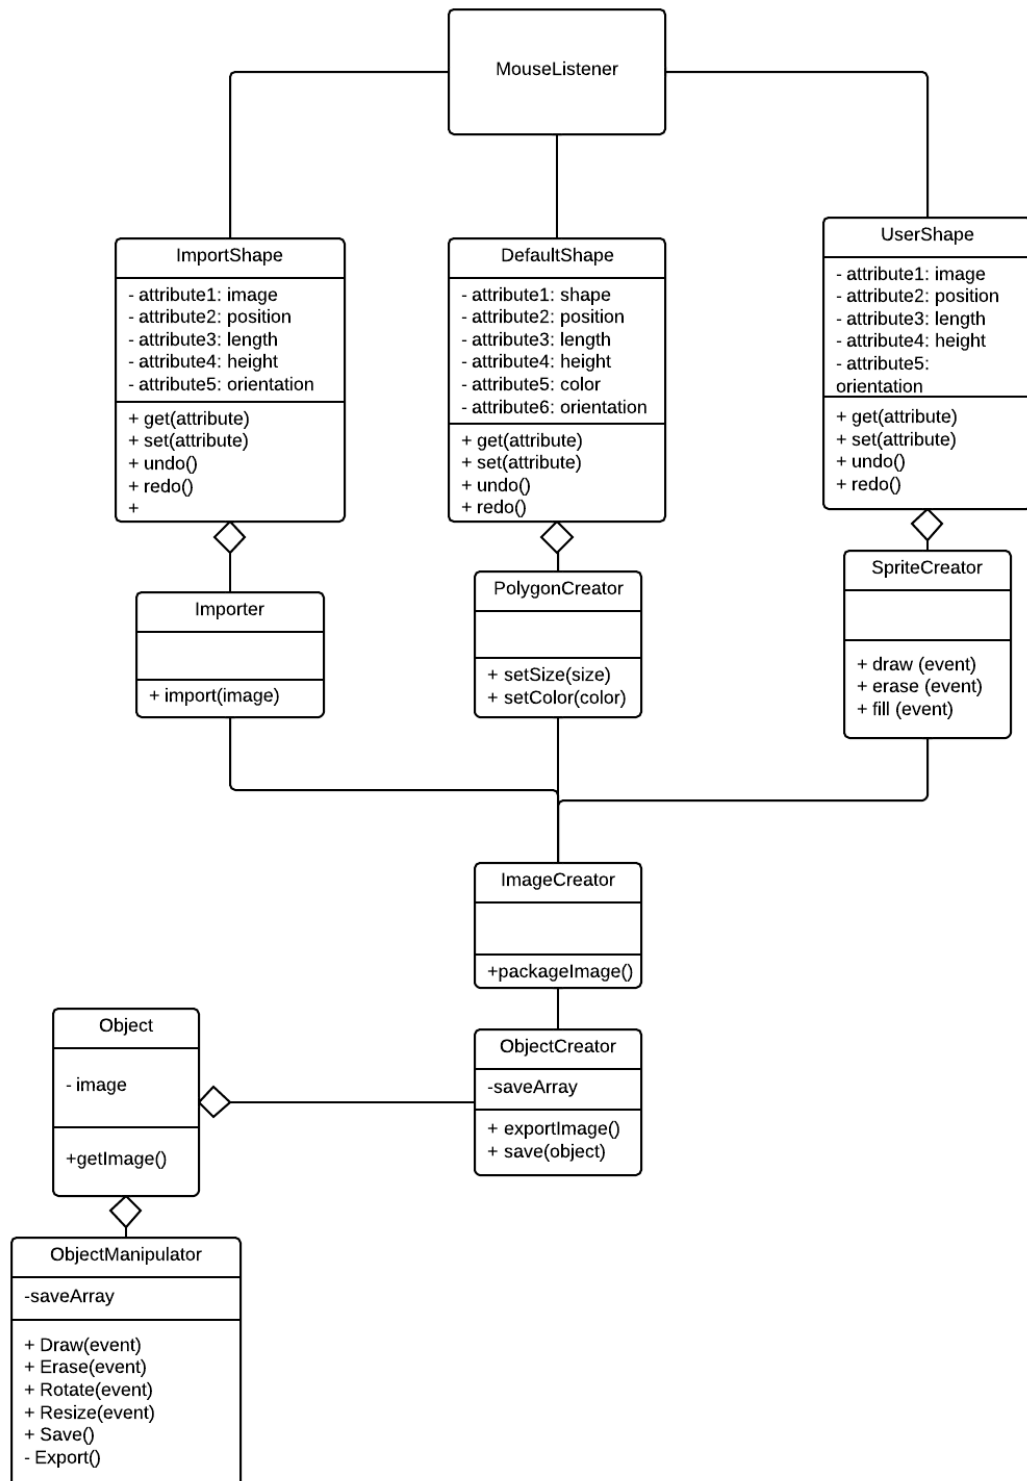 MouseListener
ImportShape
- attribute1: image
- attribute2: position
- attribute3: length
- attribute4: height
- attribute5: orientation
+ get(attribute)
+ set(attribute)
+ undo()
+ redo()
+
DefaultShape
- attribute1: shape
- attribute2: position
- attribute3: length
- attribute4: height
- attribute5: color
- attribute6: orientation
+ get(attribute)
+ set(attribute)
+ undo()
+ redo()
UserShape
- attribute1: image
- attribute2: position
- attribute3: length
- attribute4: height
- attribute5:
orientation
+ get(attribute)
+ set(attribute)
+ undo()
+ redo()
Importer
+ import(image)
PolygonCreator
+ setSize(size)
+ setColor(color)
SpriteCreator
+ draw (event)
+ erase (event)
+ fill (event)
ImageCreator
+packageImage()
Object
- image
+getImage()
ObjectCreator
-saveArray
+ exportImage()
+ save(object)
ObjectManipulator
-saveArray
+ Draw(event)
+ Erase(event)
+ Rotate(event)
+ Resize(event)
+ Save()
- Export()